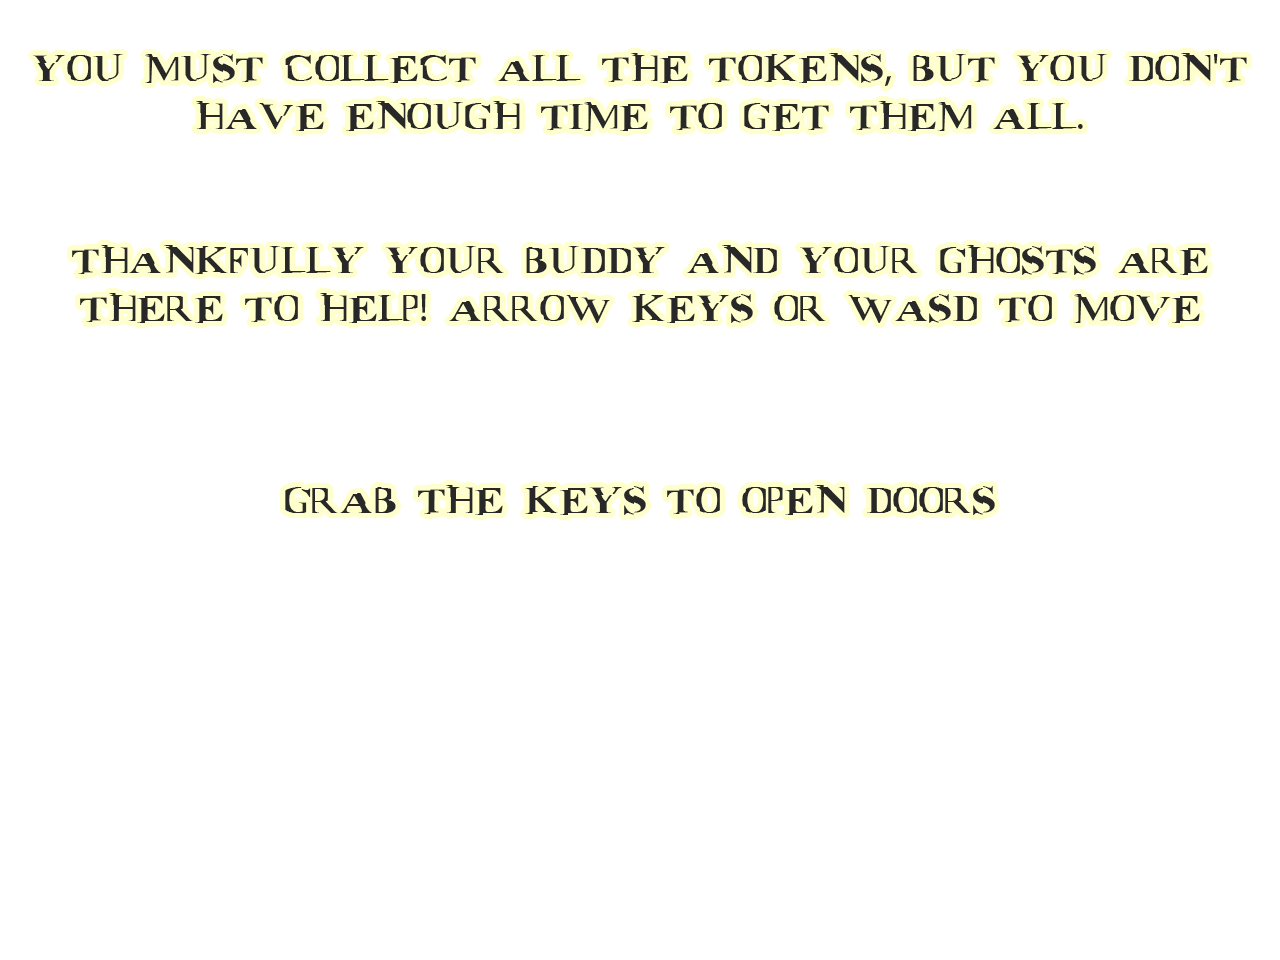 YOU MUST COLLECT ALL THE TOKENS, BUT YOU DON'T
HAVE ENOUGH TIME TO GET THEM ALL.
THANKFULLY YOUR BUDDY AND YOUR GHOSTS ARE
THERE TO HELP! ARROW KEYS OR WASD TO MOVE
GRAB THE KEYS TO OPEN DOORS